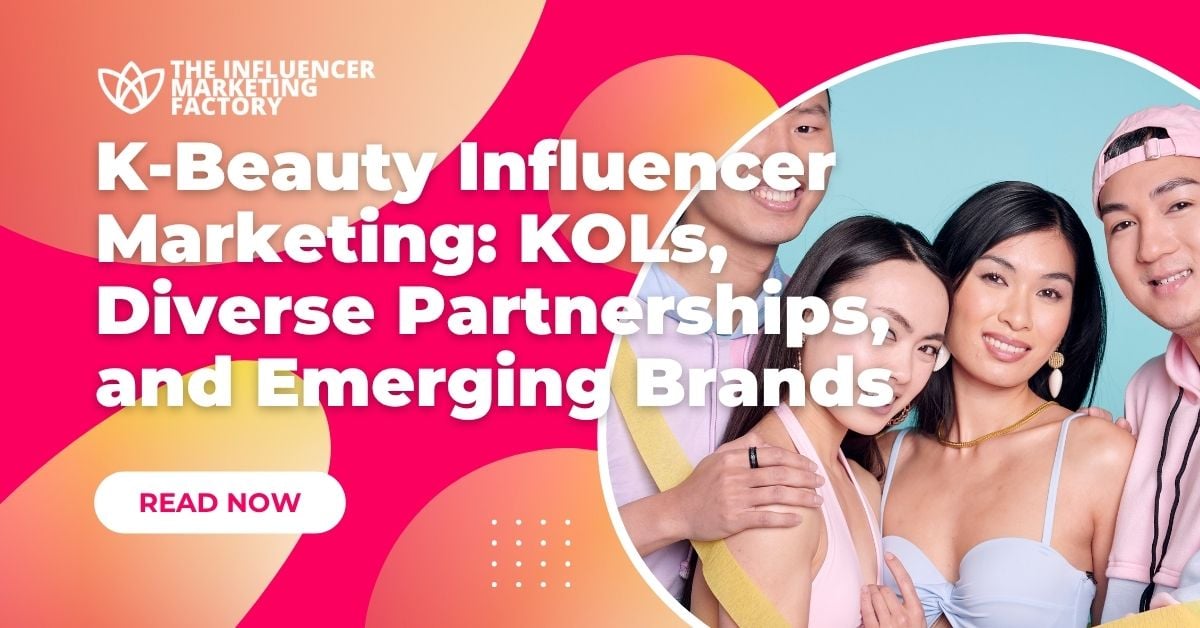 THE INFLUENCER
MARKETING
FACTORY
K-Beauty Influencer
Marketing: KOLs,
Diverse Partnerships,
and Emerging Brands
READ NOW